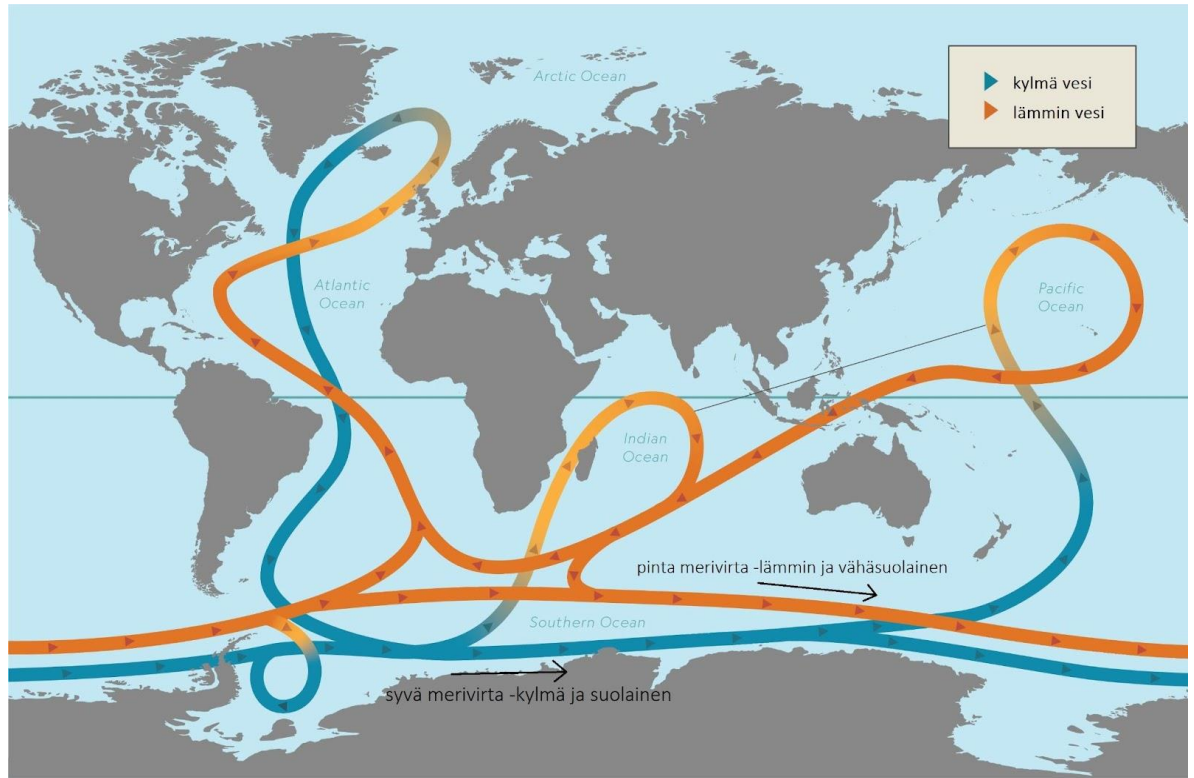 Arctic Ocean
kylmä vesi
lämmin vesi
Atlantic
Ocean
Pacific
Ocean
Indian
Ocean
pinta merivirta -lämmin ja vähäsuolainen
Southern Ocean
syvä merivirta -kylmä ja suolainen